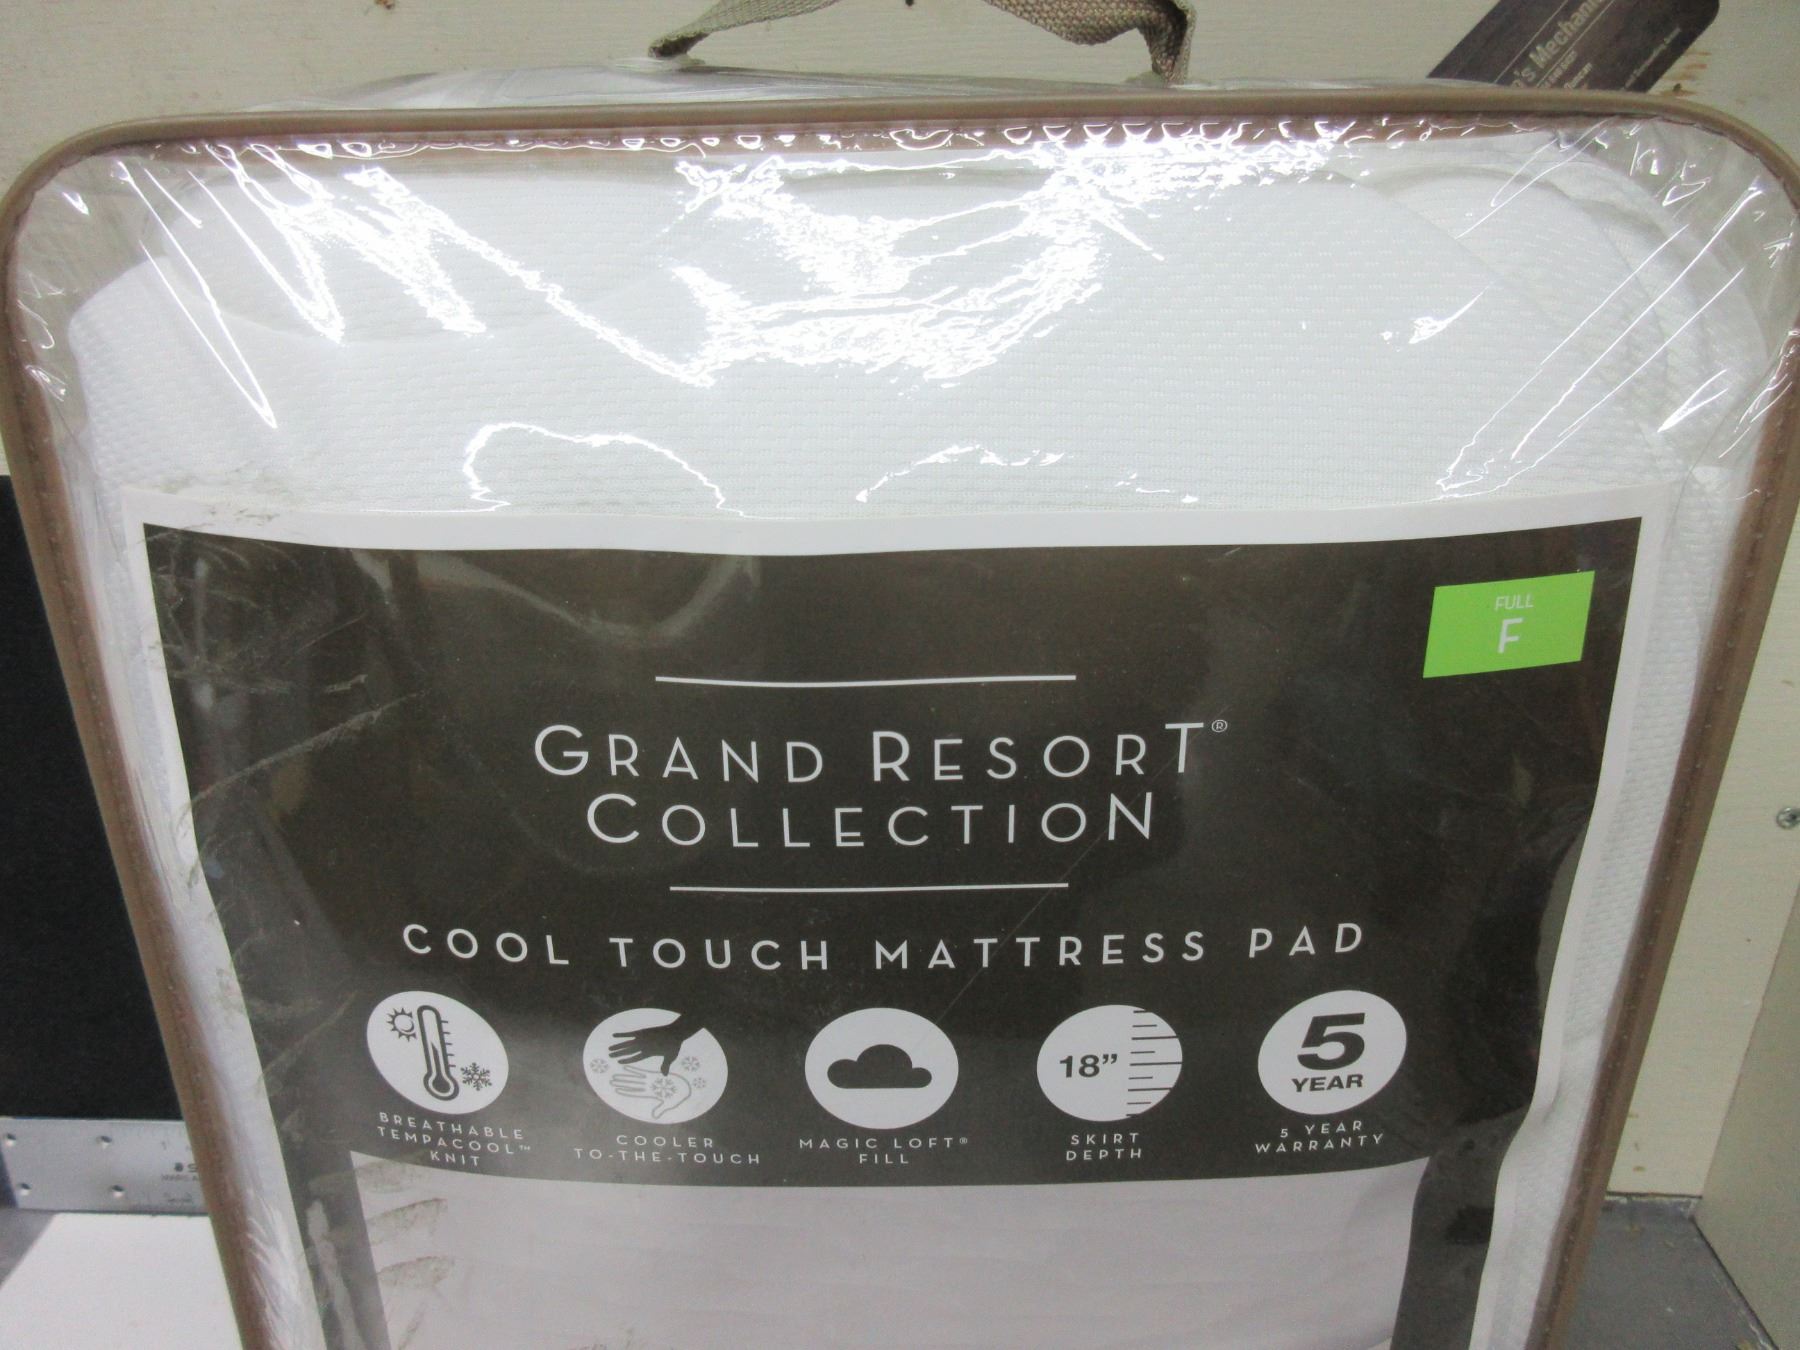 's Mechanic
FULL
F
GRAND RESORT®
COLLECTION
COOL TOUCH MATTRESS PAD
18"
5
YEAR
BREATHABLE
TEMPACOOL™
KNIT
COOLER
TO-THE-TOUCH
MAGIC LOFT®
FILL
SKIRT
DEPTH
5 YEAR
WARRANTY